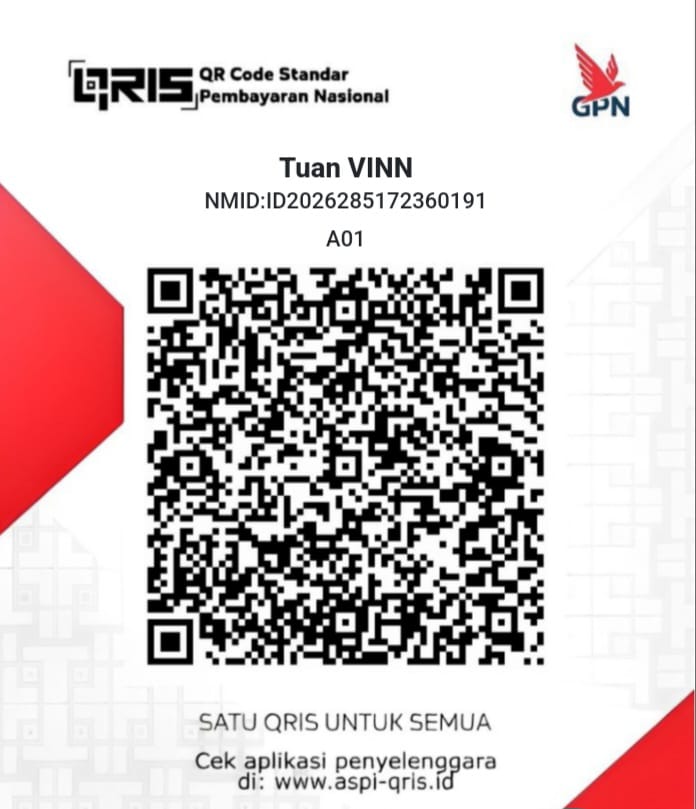 QRIS
QR Code Standar
Pembayaran Nasional
GPN
Tuan VINN
NMID:ID2026285172360191
A01
SATU QRIS UNTUK SEMUA
Cek aplikasi penyelenggara
di: www.aspi-qris.id